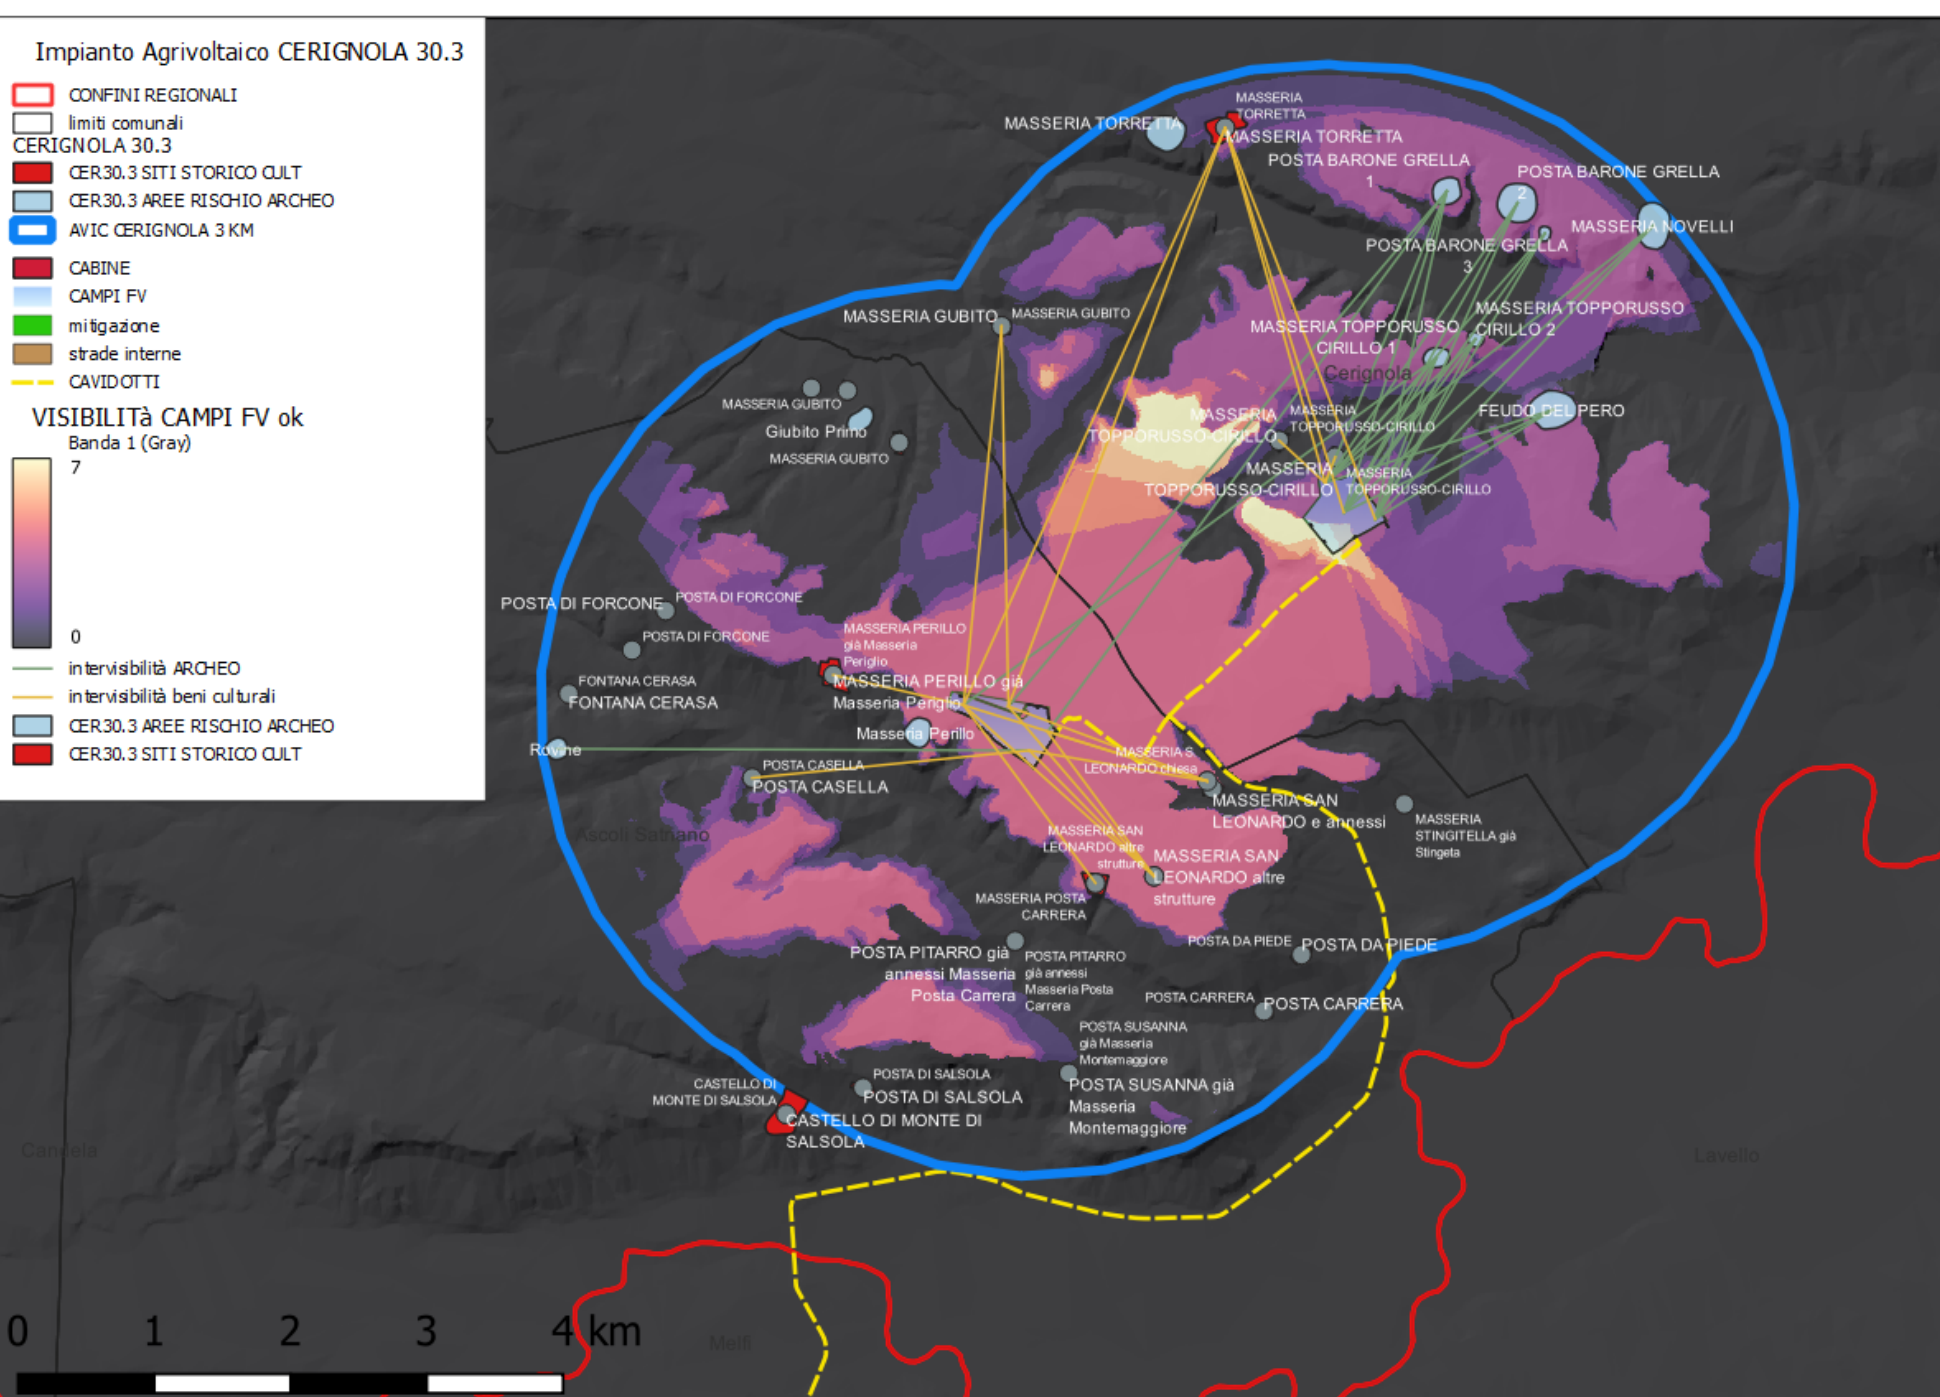 Impianto Agrivoltaico CERIGNOLA 30.3
CONFINI REGIONALI
limiti comunali
CERIGNOLA 30.3
CER30.3 SITI STORICO CULT
CER30.3 AREE RISCHIO ARCHEO
AVIC CERIGNOLA 3 KM
CABINE
CAMPI FV
mitigazione
strade interne
CAVIDOTTI
VISIBILITà CAMPI FV ok
Banda 1 (Gray)
7
0
intervisibilità ARCHEO
intervisibilità beni culturali
CER30.3 AREE RISCHIO ARCHEO
CER30.3 SITI STORICO CULT
MASSERIA
TORRETTA
MASSERIA TORRETTA
MASSERIA TORRETTA
POSTA BARONE GRELLA
1
POSTA BARONE GRELLA
2
MASSERIA NOVELLI
POSTA BARONE GRELLA
3
MASSERIA GUBITO
MASSERIA GUBITO
MASSERIA TOPPORUSSO
CIRILLO 2
MASSERIA TOPPORUSSO
CIRILLO 1
Cerignola
MASSERIA GUBITO
Giubito Primo
MASSERIA GUBITO
MASSERIA
TOPPORUSSO-CIRILLO
MASSERIA
TOPPORUSSO-CIRILLO
FEUDO DEL PERO
MASSERIA
TOPPORUSSO-CIRILLO
MASSERIA
TOPPORUSSO-CIRILLO
POSTA DI FORCONE
POSTA DI FORCONE
POSTA DI FORCONE
MASSERIA PERILLO
già Masseria
Periglio
FONTANA CERASA
FONTANA CERASA
MASSERIA PERILLO già
Masseria Periglio
Masseria Perillo
Rovine
POSTA CASELLA
POSTA CASELLA
MASSERIA S.
LEONARDO chiesa
MASSERIA SAN
LEONARDO e annessi
MASSERIA
STINGITELLA già
Stingeta
Ascoli Satriano
MASSERIA SAN
LEONARDO altre
strutture
MASSERIA SAN
LEONARDO altre
strutture
MASSERIA POSTA
CARRERA
POSTA PITARRO già
annessi Masseria
Posta Carrera
POSTA PITARRO
già annessi
Masseria Posta
Carrera
POSTA DA PIEDE
POSTA DA PIEDE
POSTA CARRERA
POSTA CARRERA
POSTA SUSANNA
già Masseria
Montemaggiore
POSTA SUSANNA già
Masseria
Montemaggiore
POSTA DI SALSOLA
POSTA DI SALSOLA
CASTELLO DI
MONTE DI SALSOLA
CASTELLO DI MONTE DI
SALSOLA
Candela
Lavello
Melfi
0 1 2 3 4 km